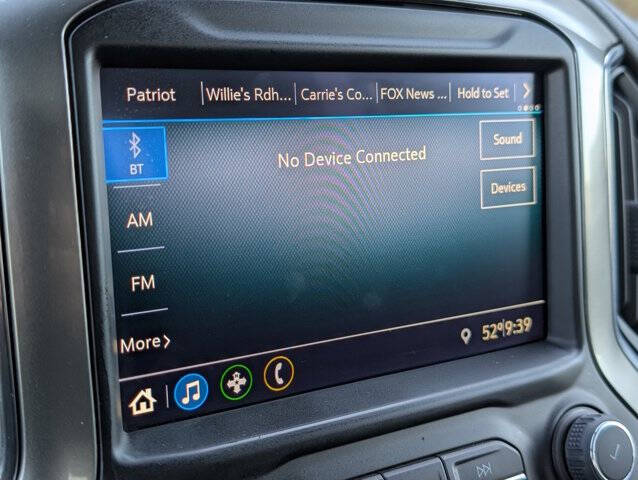 Patriot Willie's Rdh... Carrie's Co... FOX News ... Hold to Set >
BT
No Device Connected
Sound
Devices
AM
FM
More >
52° 9:39